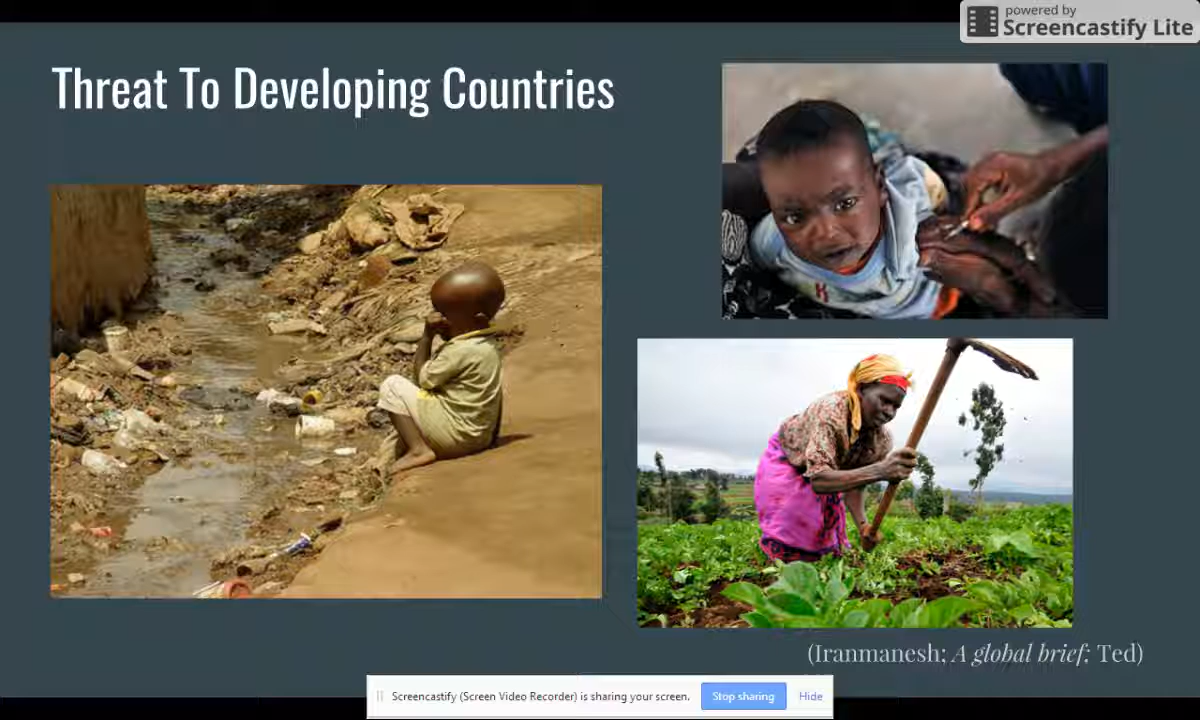 powered by
Screencastify Lite
Threat To Developing Countries
(Iranmanesh; A global brief; Ted)
Screencastify (Screen Video Recorder) is sharing your screen.
Stop sharing
Hide